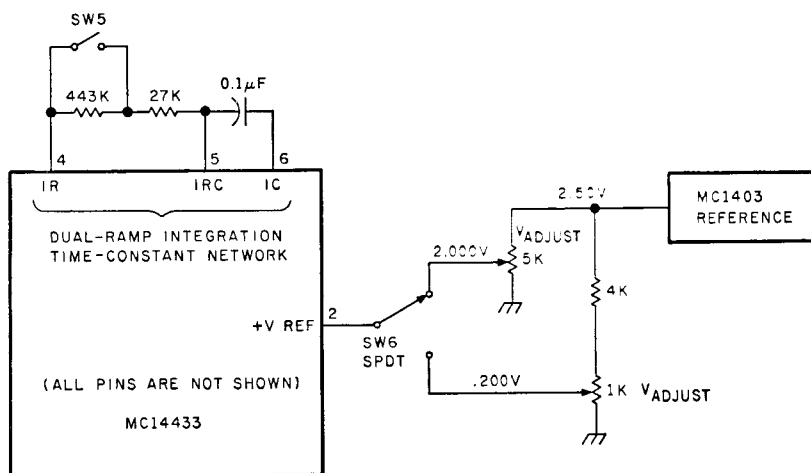 SW5
443K
27K
0.1µF
4
5
6
IR
IRC
IC
DUAL-RAMP INTEGRATION
TIME-CONSTANT NETWORK
+V REF
2
(ALL PINS ARE NOT SHOWN)
MC14433
SW6
SPDT
2.000V
.200V
VADJUST
5K
2.50V
MC1403
REFERENCE
4K
1K VADJUST